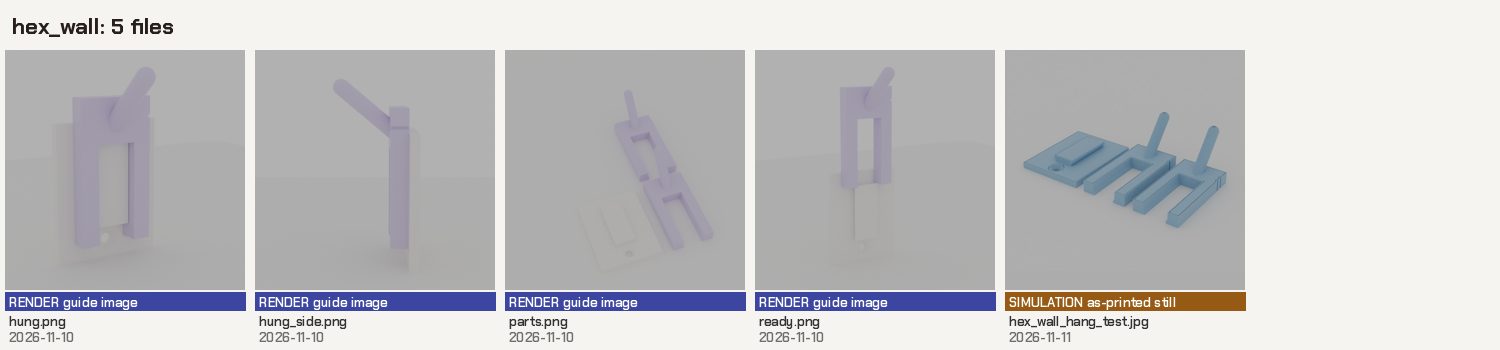 hex_wall: 5 files
RENDER guide image
hung.png
2026-11-10
RENDER guide image
hung_side.png
2026-11-10
RENDER guide image
parts.png
2026-11-10
RENDER guide image
ready.png
2026-11-10
SIMULATION as-printed still
hex_wall_hang_test.jpg
2026-11-11